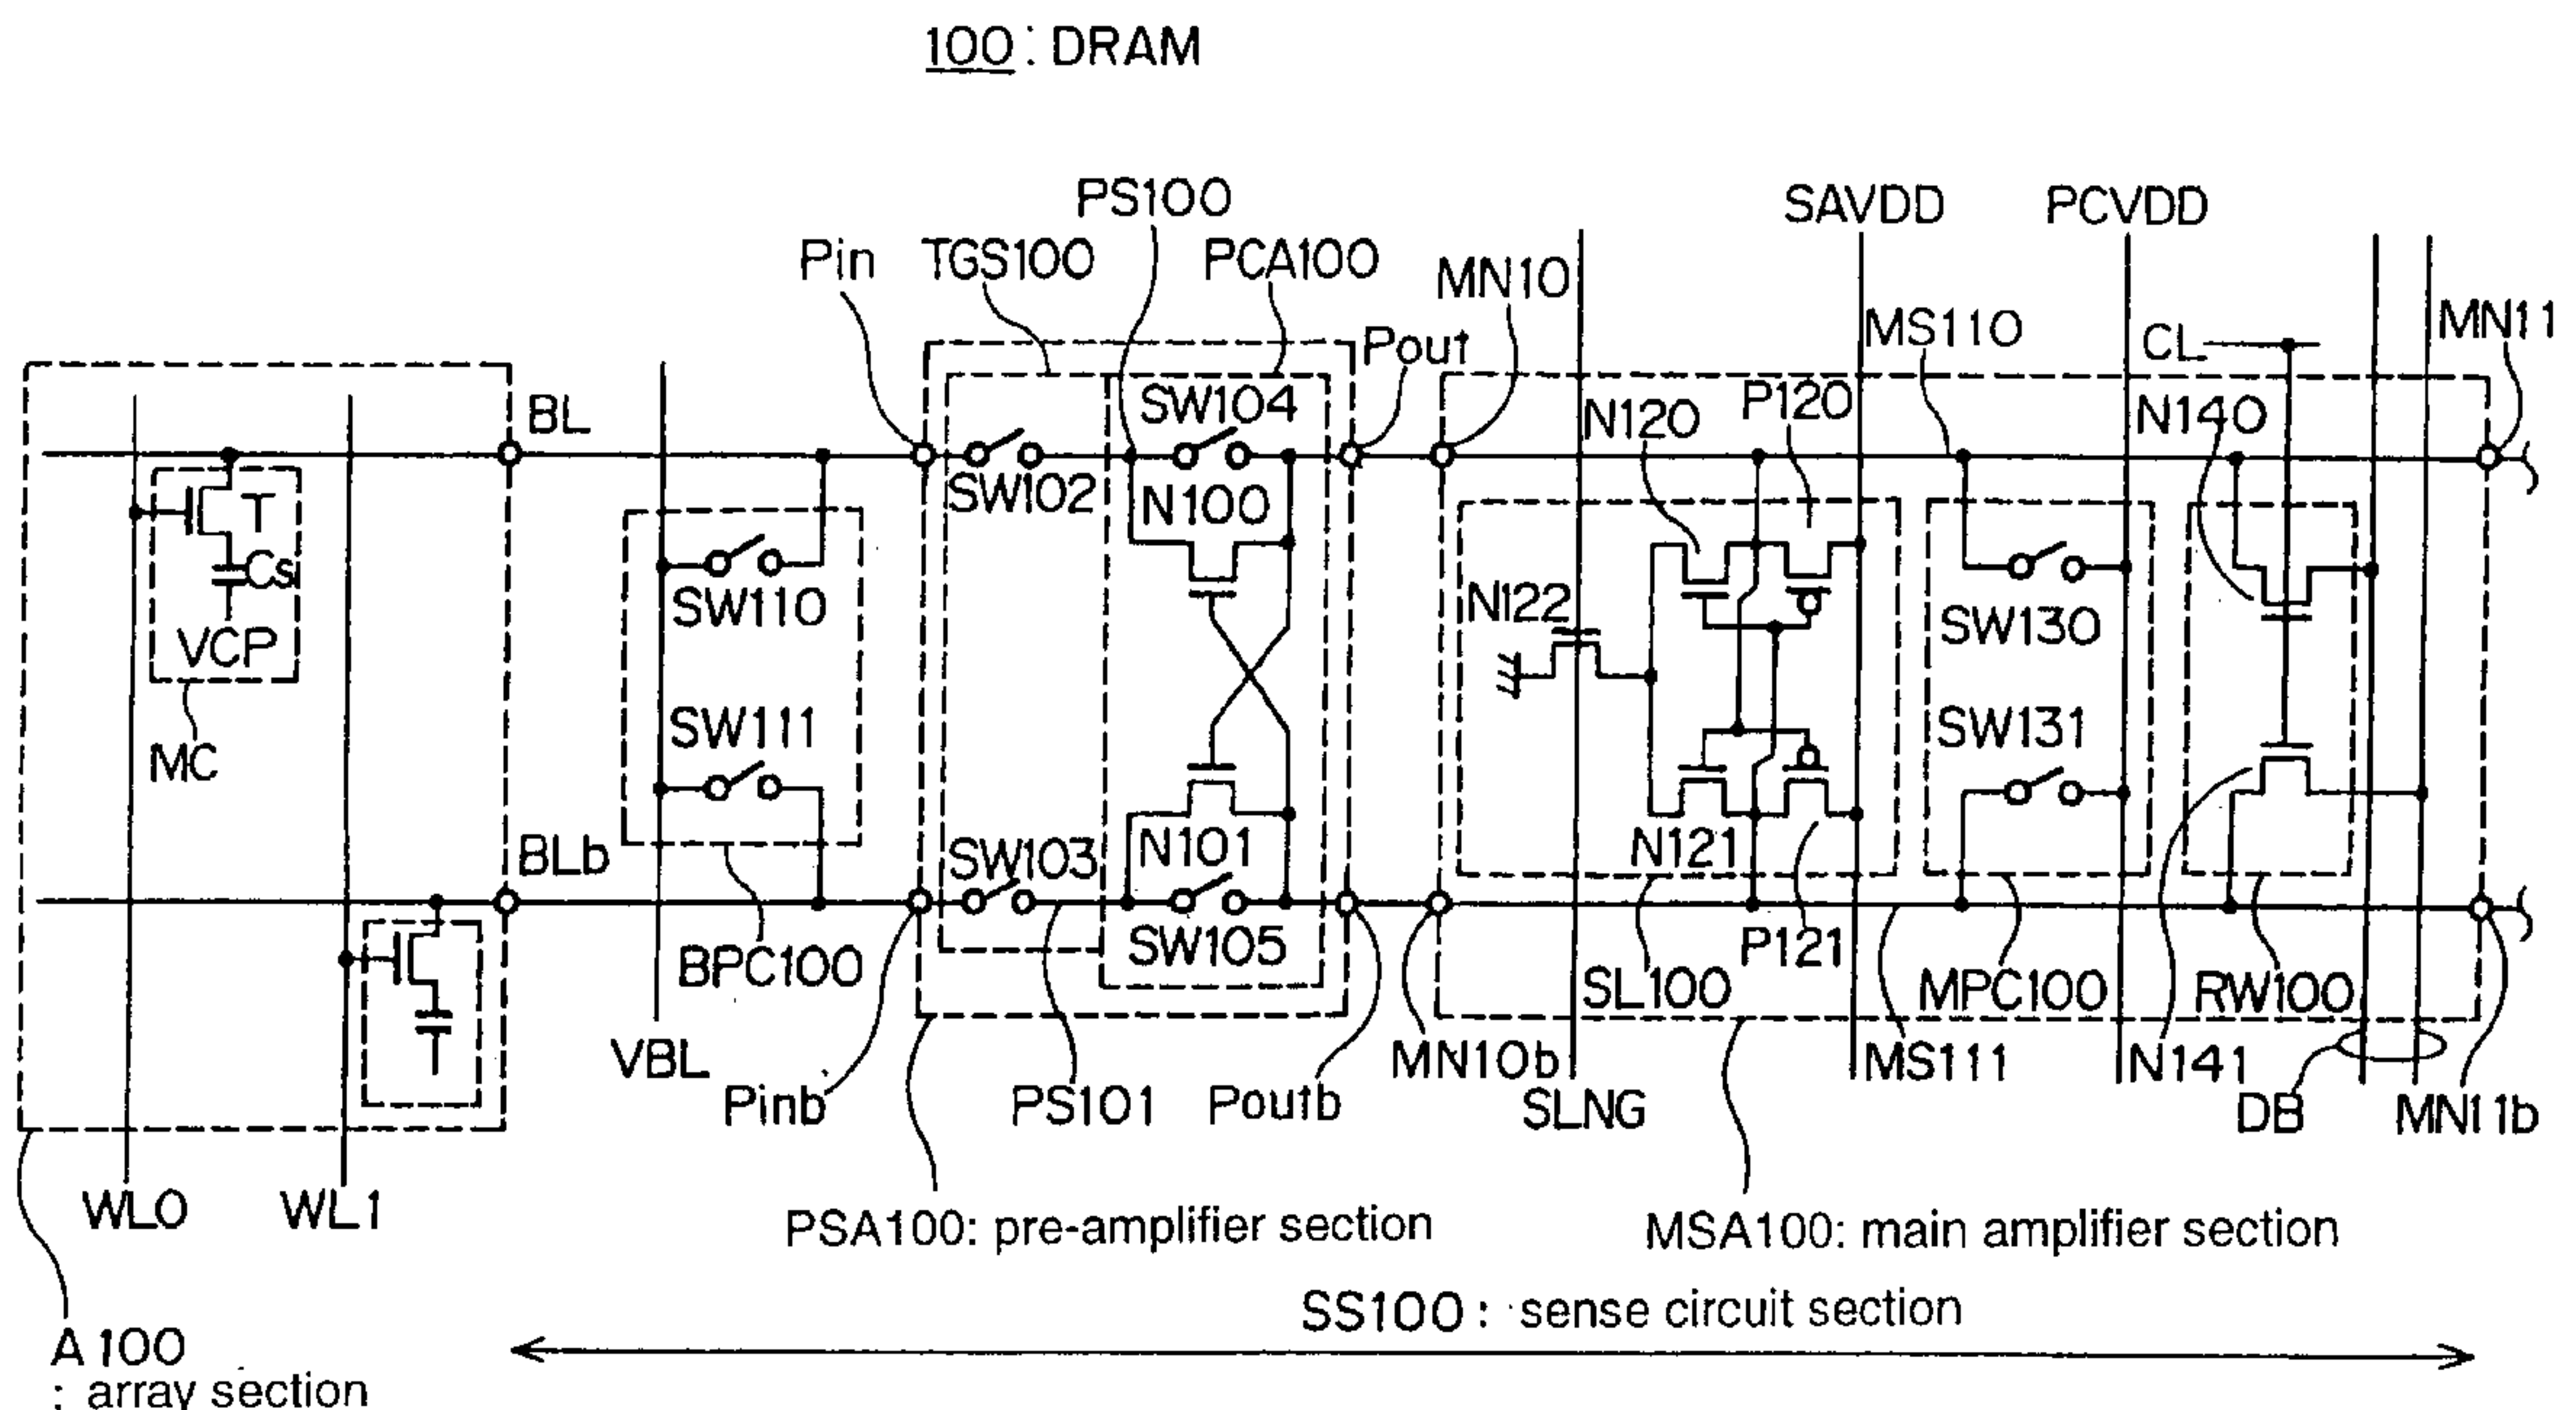 100 : DRAM
PS100
SAVDD
PCVDD
Pin
TGS100
PCA100
MN10
MS110
MN11
CL
Pout
BL
SW104
N120
P120
N140
SW102
N100
T
Cs
VCP
SW110
N122
SW130
MC
SW111
SW131
BLb
SW103
N101
N121
SW105
P121
BPC100
SL100
MPC100
RW100
VBL
Pinb
PS101
Poutb
MN10b
SLNG
MS111
N141
DB
MN11b
WL0
WL1
PSA100: pre-amplifier section
MSA100: main amplifier section
SS100 : sense circuit section
A100
: array section